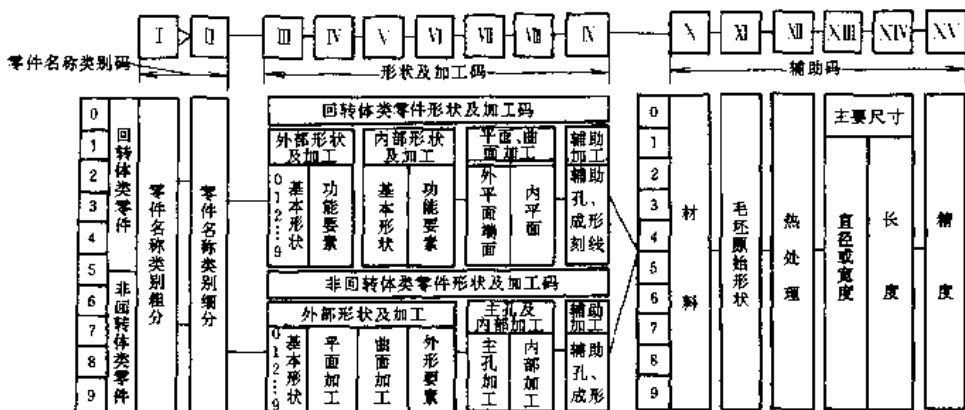 I II III IV V VI VII VIII IX X XI XII XIII XIV XV
零件名称类别码
形状及加工码
辅助码
0
1
2
3
4
5
6
7
8
9
回转体类零件
非回转体类零件
零件名称类别粗分
零件名称类别细分
回转体类零件形状及加工码
外部形状及加工
内部形状及加工
平面、曲面加工
辅助加工
012…9
基本形状
功能要素
基本形状
功能要素
外平面端面
内平面
辅助孔、成形刻线
非回转体类零件形状及加工码
外部形状及加工
主孔及内部加工
辅助加工
012…9
基本形状
平面加工
曲面加工
外形要素
主孔加工
内部加工
辅助孔、成形
0
1
2
3
4
5
6
7
8
9
材料
毛坯原始形状
热处理
主要尺寸
直径或宽度
长度
精度